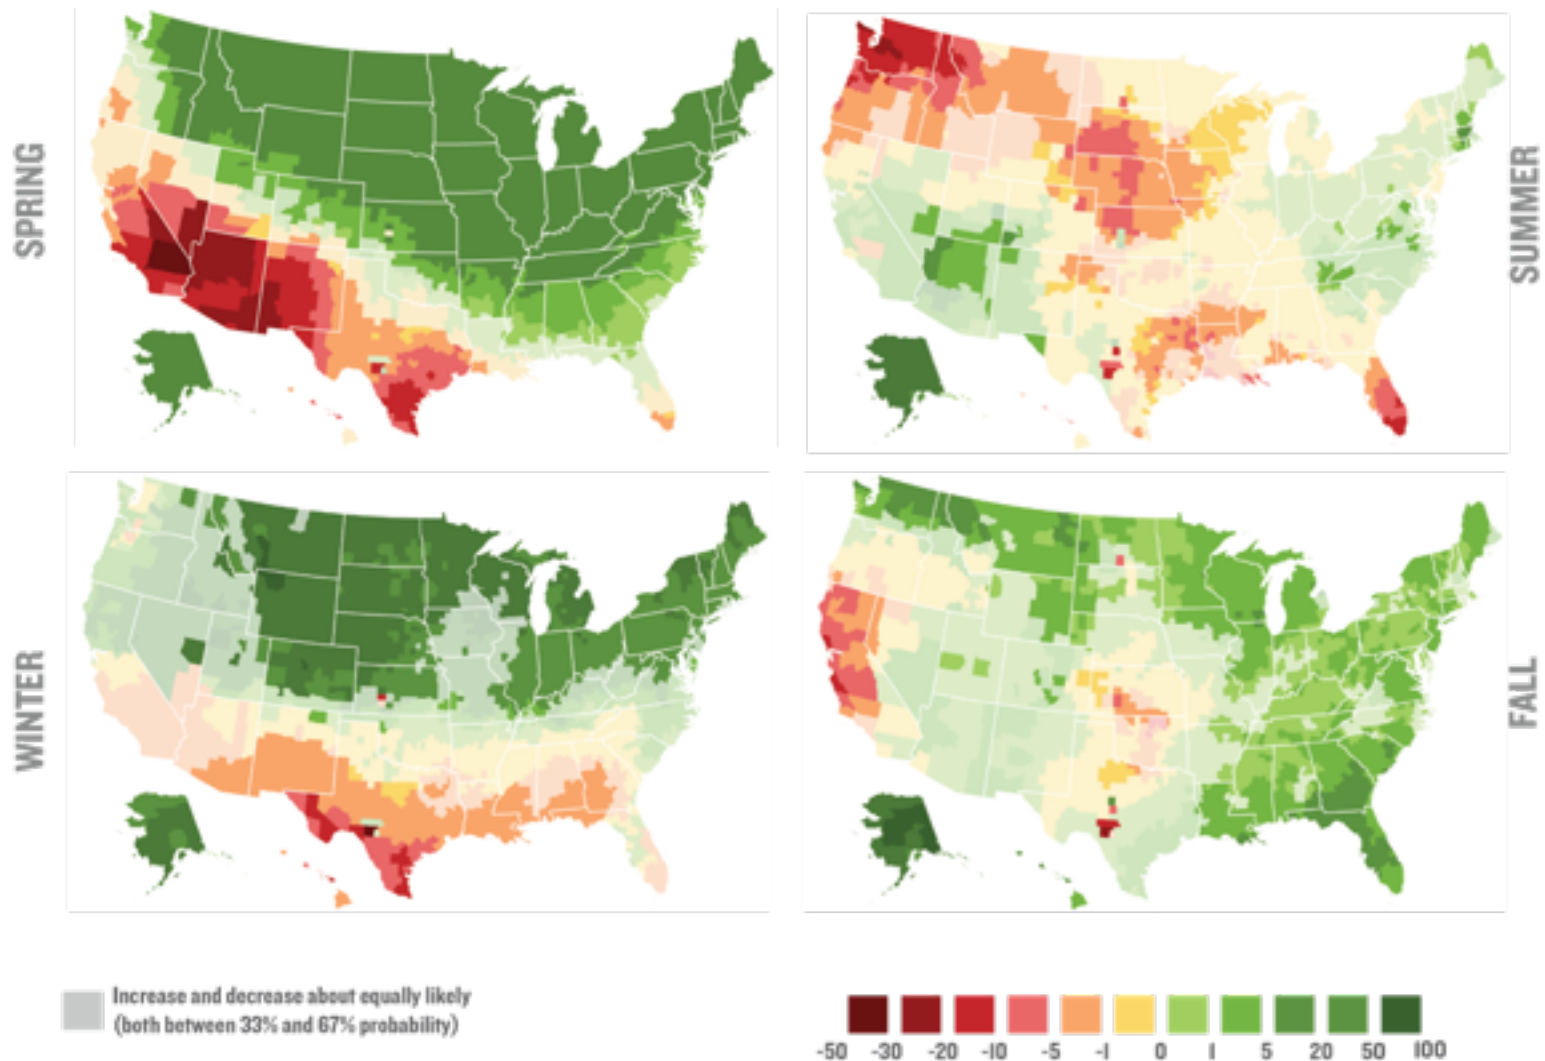 SPRING
SUMMER
WINTER
FALL
Increase and decrease about equally likely
(both between 33% and 67% probability)
-50 -30 -20 -10 -5 -1 0 1 5 20 50 100